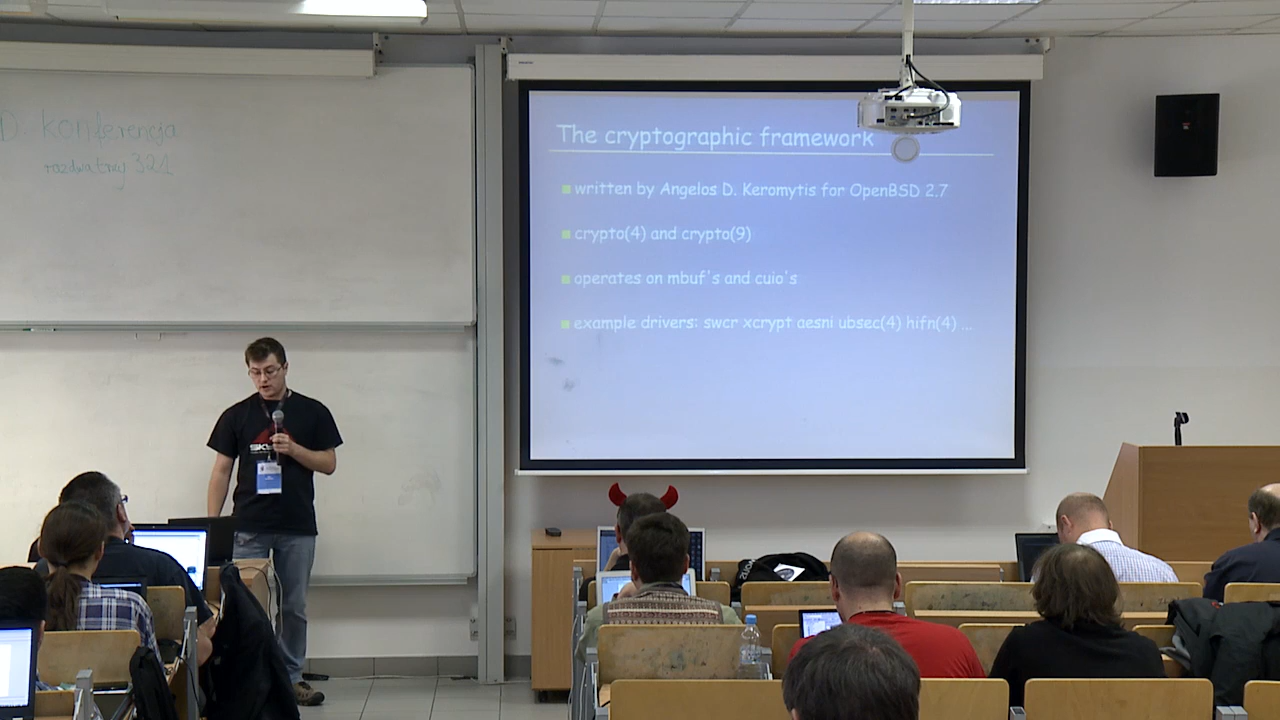 D. konferencja
rozdwatrzy 321
The cryptographic framework
written by Angelos D. Keromytis for OpenBSD 2.7
crypto(4) and crypto(9)
operates on mbuf's and cuio's
example drivers: swcr xcrypt aesni ubsec(4) hifn(4) ...